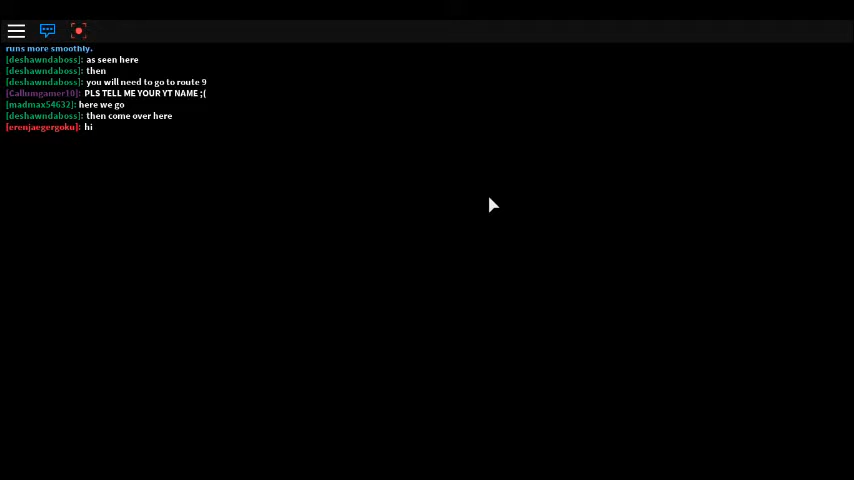 runs more smoothly.
[deshawndaboss]: as seen here
[deshawndaboss]: then
[deshawndaboss]: you will need to go to route 9
[Callumgamer10]: PLS TELL ME YOUR YT NAME ;(
[madmax54632]: here we go
[deshawndaboss]: then come over here
[erenjaegergoku]: hi